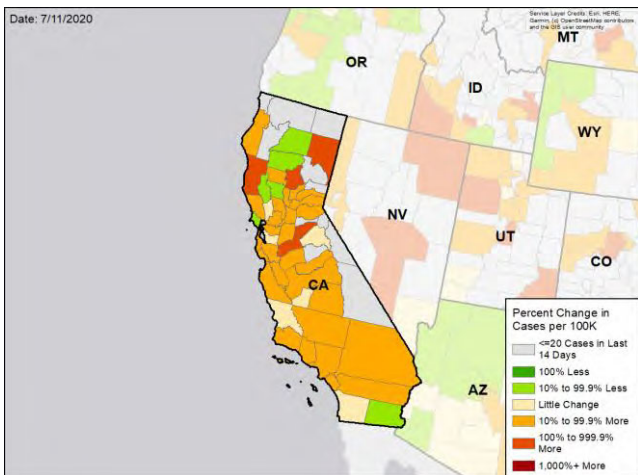 Date: 7/11/2020
Service Layer Credits: Esri, HERE,
Garmin, (c) OpenStreetMap contributors,
and the GIS user community
MT
OR
ID
WY
NV
UT
CO
CA
AZ
Percent Change in
Cases per 100K
<=20 Cases in Last
14 Days
100% Less
10% to 99.9% Less
Little Change
10% to 99.9% More
100% to 999.9%
More
1,000%+ More